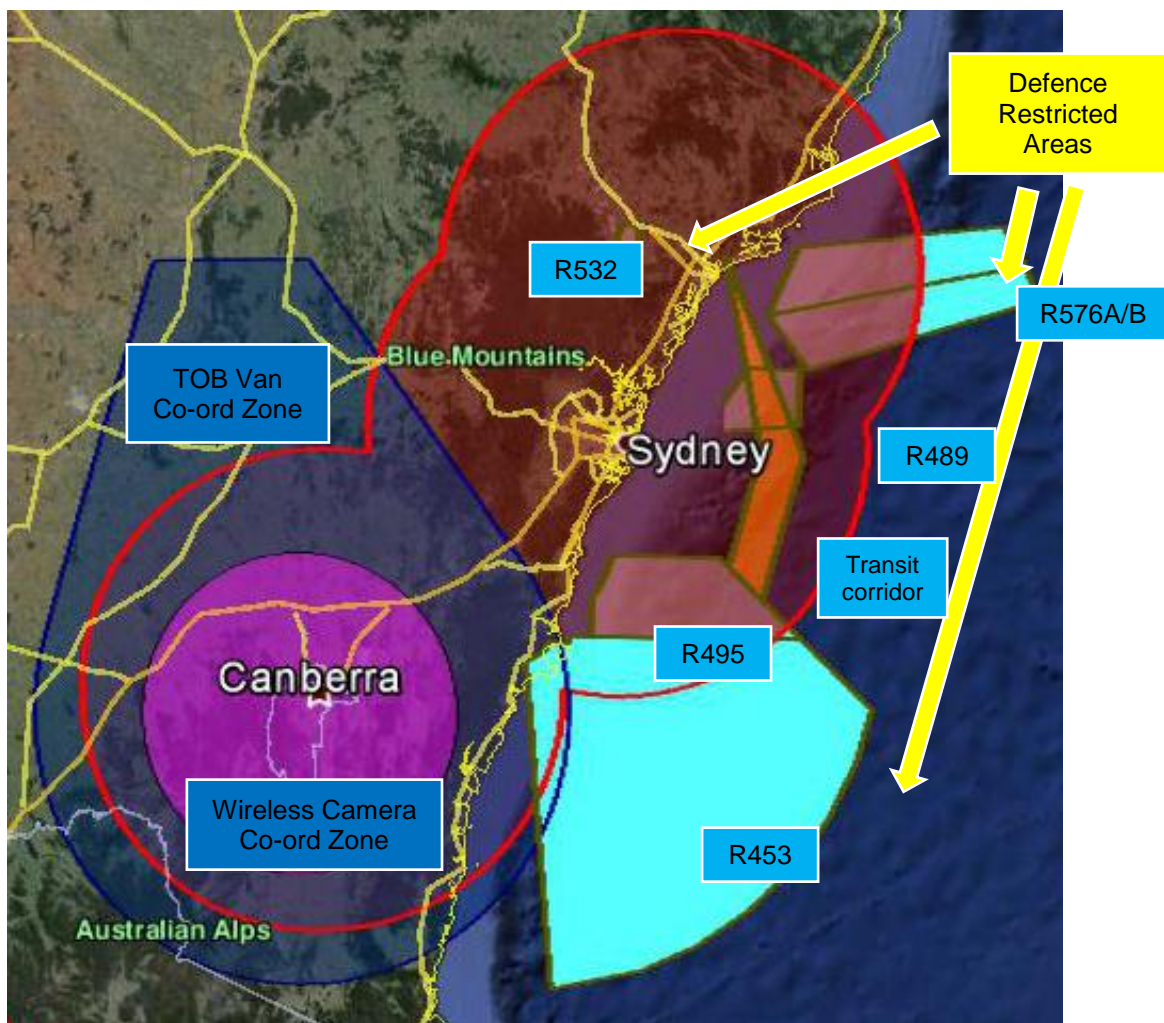 Defence
Restricted
Areas
R532
R576A/B
Blue Mountains
TOB Van
Co-ord Zone
Sydney
R489
Transit
corridor
R495
Canberra
Wireless Camera
Co-ord Zone
R453
Australian Alps